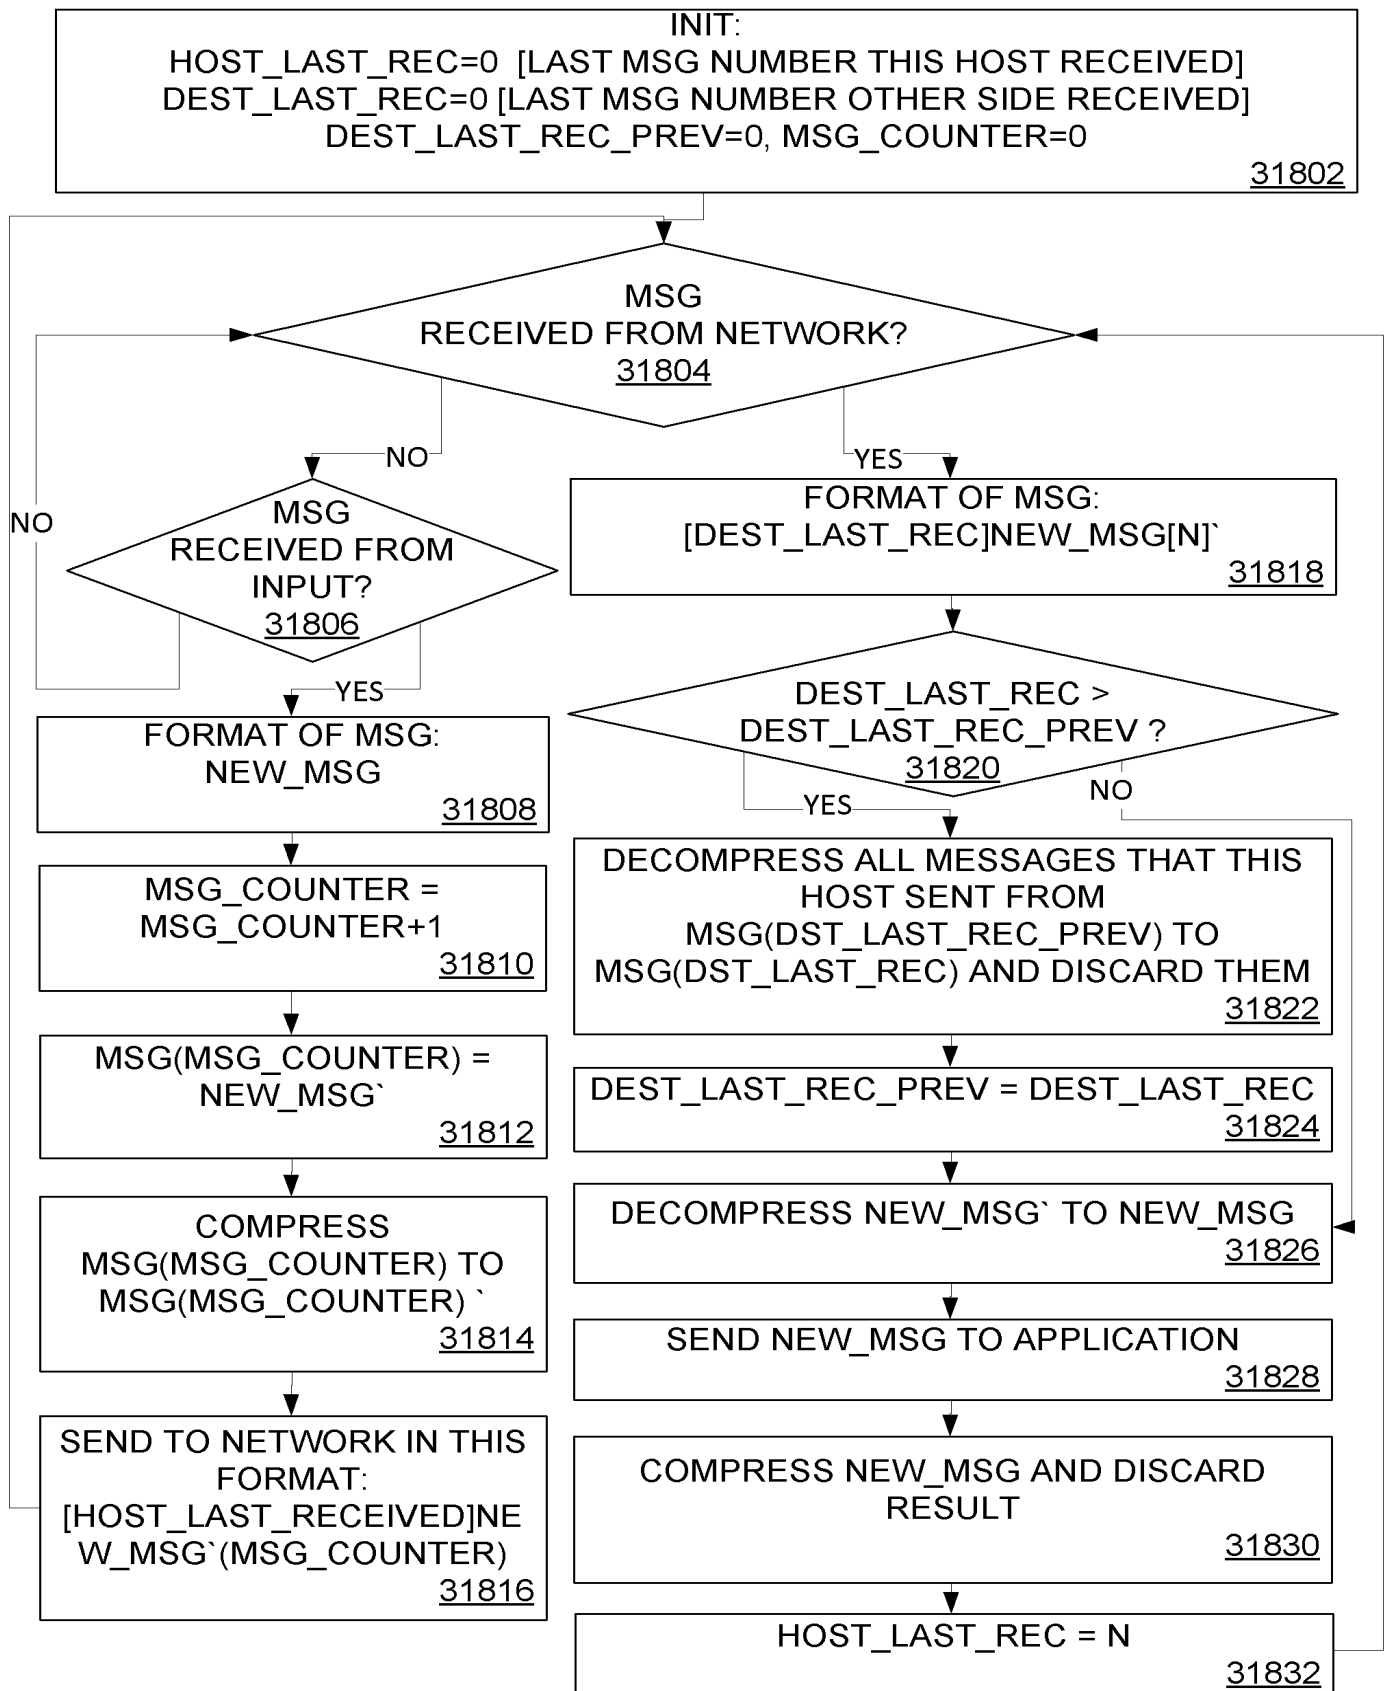 INIT:
HOST_LAST_REC=0 [LAST MSG NUMBER THIS HOST RECEIVED]
DEST_LAST_REC=0 [LAST MSG NUMBER OTHER SIDE RECEIVED]
DEST_LAST_REC_PREV=0, MSG_COUNTER=0
31802
MSG
RECEIVED FROM NETWORK?
31804
NO
YES
NO
MSG
RECEIVED FROM
INPUT?
31806
YES
FORMAT OF MSG:
NEW_MSG
31808
MSG_COUNTER =
MSG_COUNTER+1
31810
MSG(MSG_COUNTER) =
NEW_MSG`
31812
COMPRESS
MSG(MSG_COUNTER) TO
MSG(MSG_COUNTER) `
31814
SEND TO NETWORK IN THIS
FORMAT:
[HOST_LAST_RECEIVED]NE
W_MSG`(MSG_COUNTER)
31816
FORMAT OF MSG:
[DEST_LAST_REC]NEW_MSG[N]`
31818
DEST_LAST_REC >
DEST_LAST_REC_PREV ?
31820
YES
NO
DECOMPRESS ALL MESSAGES THAT THIS
HOST SENT FROM
MSG(DST_LAST_REC_PREV) TO
MSG(DST_LAST_REC) AND DISCARD THEM
31822
DEST_LAST_REC_PREV = DEST_LAST_REC
31824
DECOMPRESS NEW_MSG` TO NEW_MSG
31826
SEND NEW_MSG TO APPLICATION
31828
COMPRESS NEW_MSG AND DISCARD
RESULT
31830
HOST_LAST_REC = N
31832